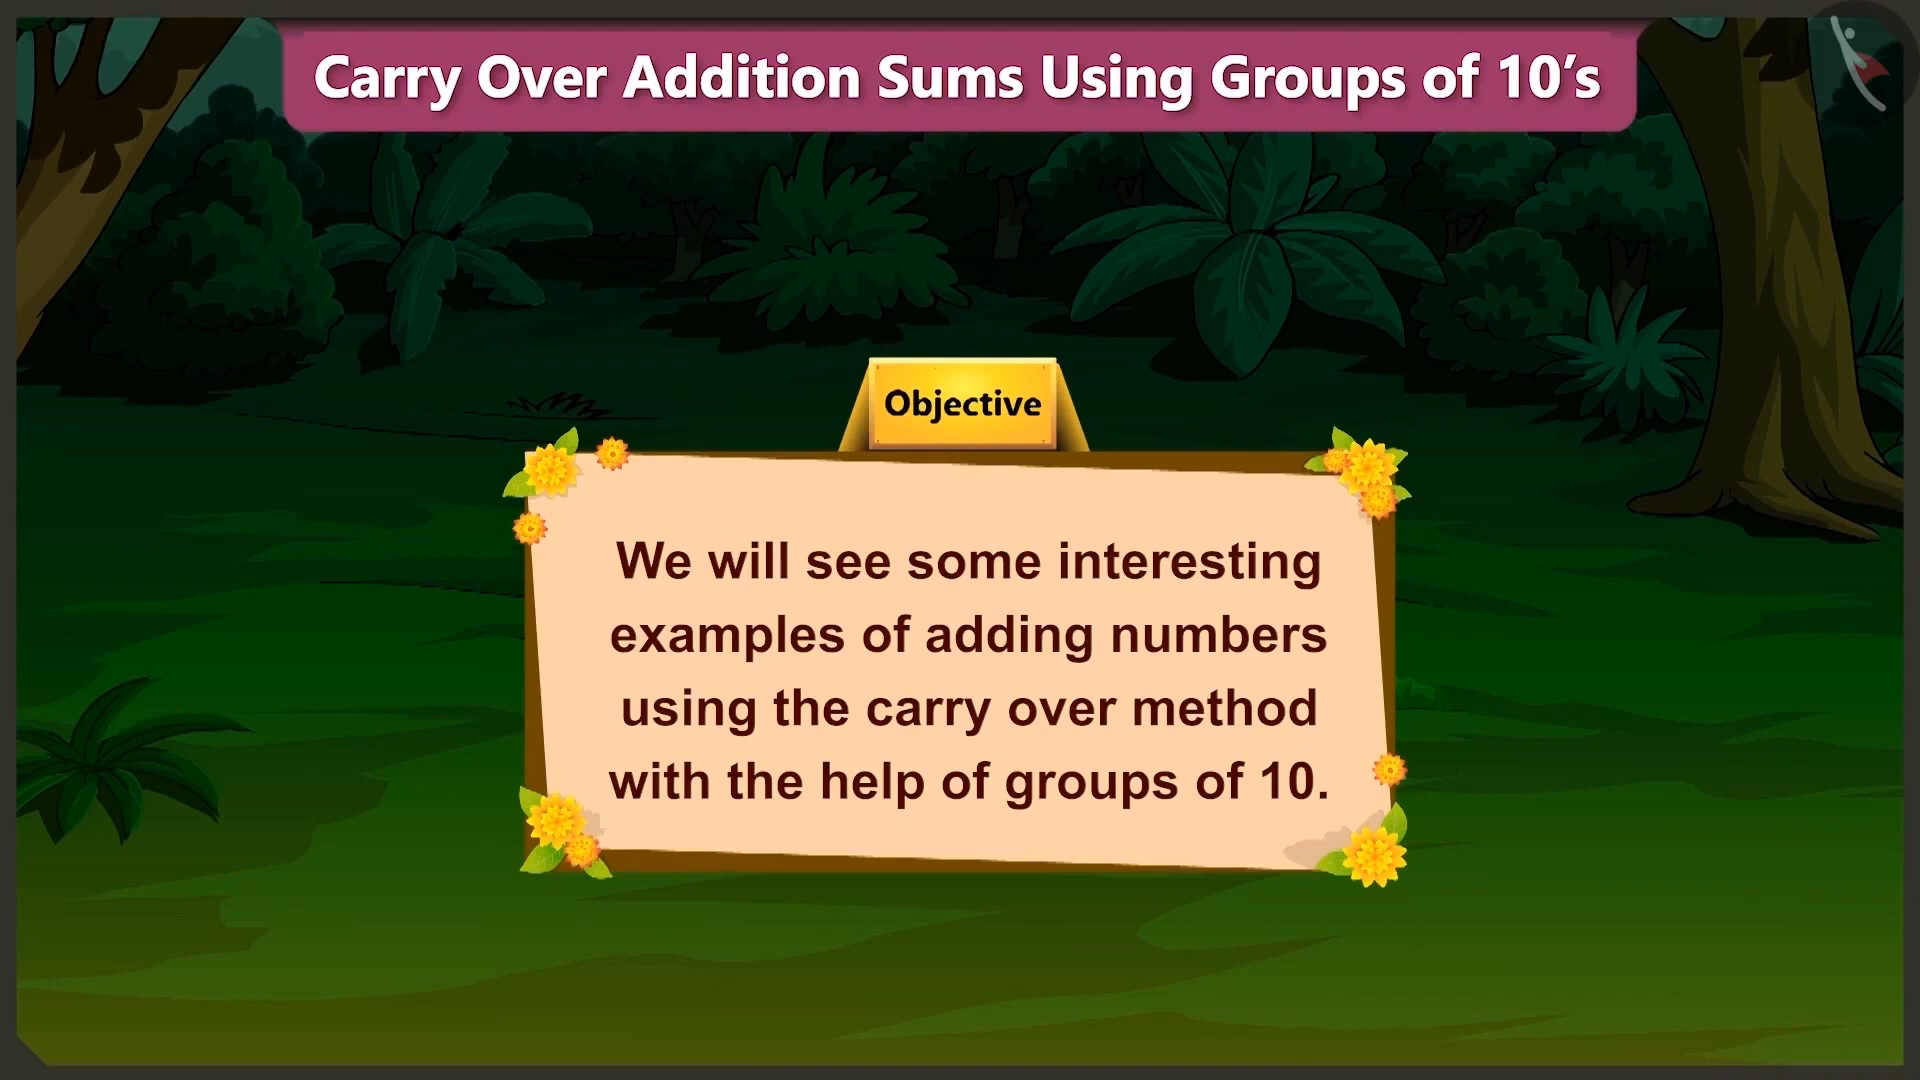 Carry Over Addition Sums Using Groups of 10’s
Objective
We will see some interesting
examples of adding numbers
using the carry over method
with the help of groups of 10.